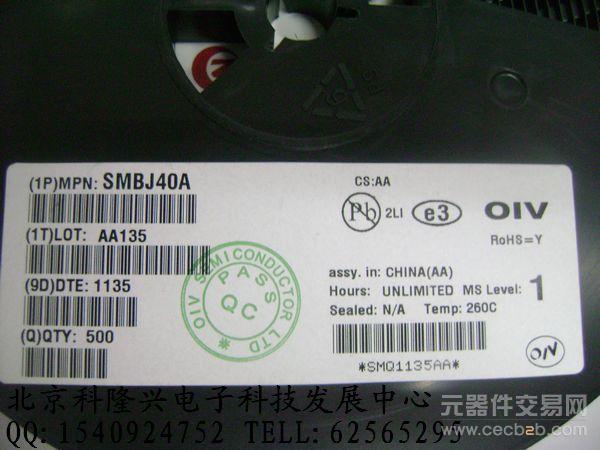 PS
6
CS:AA
(1P)MPN: SMBJ40A
Pb 2LI e3 OIV
RoHS=Y
(1T)LOT: AA135
OIV SEMICONDUCTOR LTD
PASS
QC
*
assy. in: CHINA(AA)
(9D)DTE: 1135
Hours: UNLIMITED MS Level: 1
Sealed: N/A Temp: 260C
(Q)QTY: 500
*SMQ1135AA*
OIV
北京科隆兴电子科技发展中心
QQ: 1540924752 TELL: 62565295
元器件交易网
www.cecb2b.com